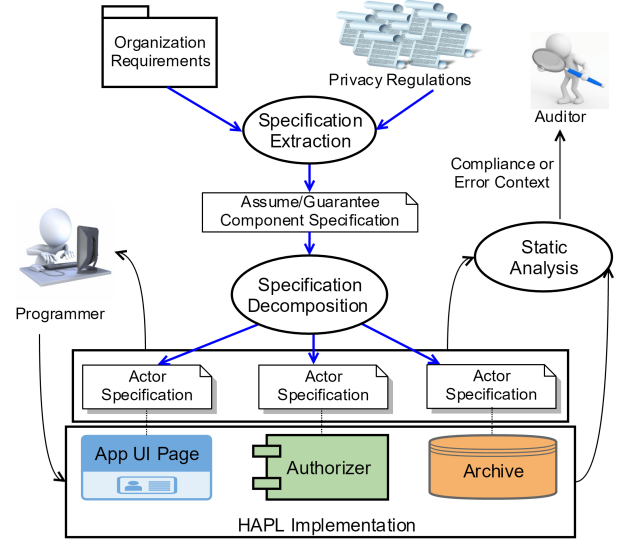 Organization
Requirements
Privacy Regulations
Auditor
Specification
Extraction
Compliance or
Error Context
Assume/Guarantee
Component Specification
Static
Analysis
Specification
Decomposition
Programmer
Actor
Specification
Actor
Specification
Actor
Specification
App UI Page
Authorizer
Archive
HAPL Implementation